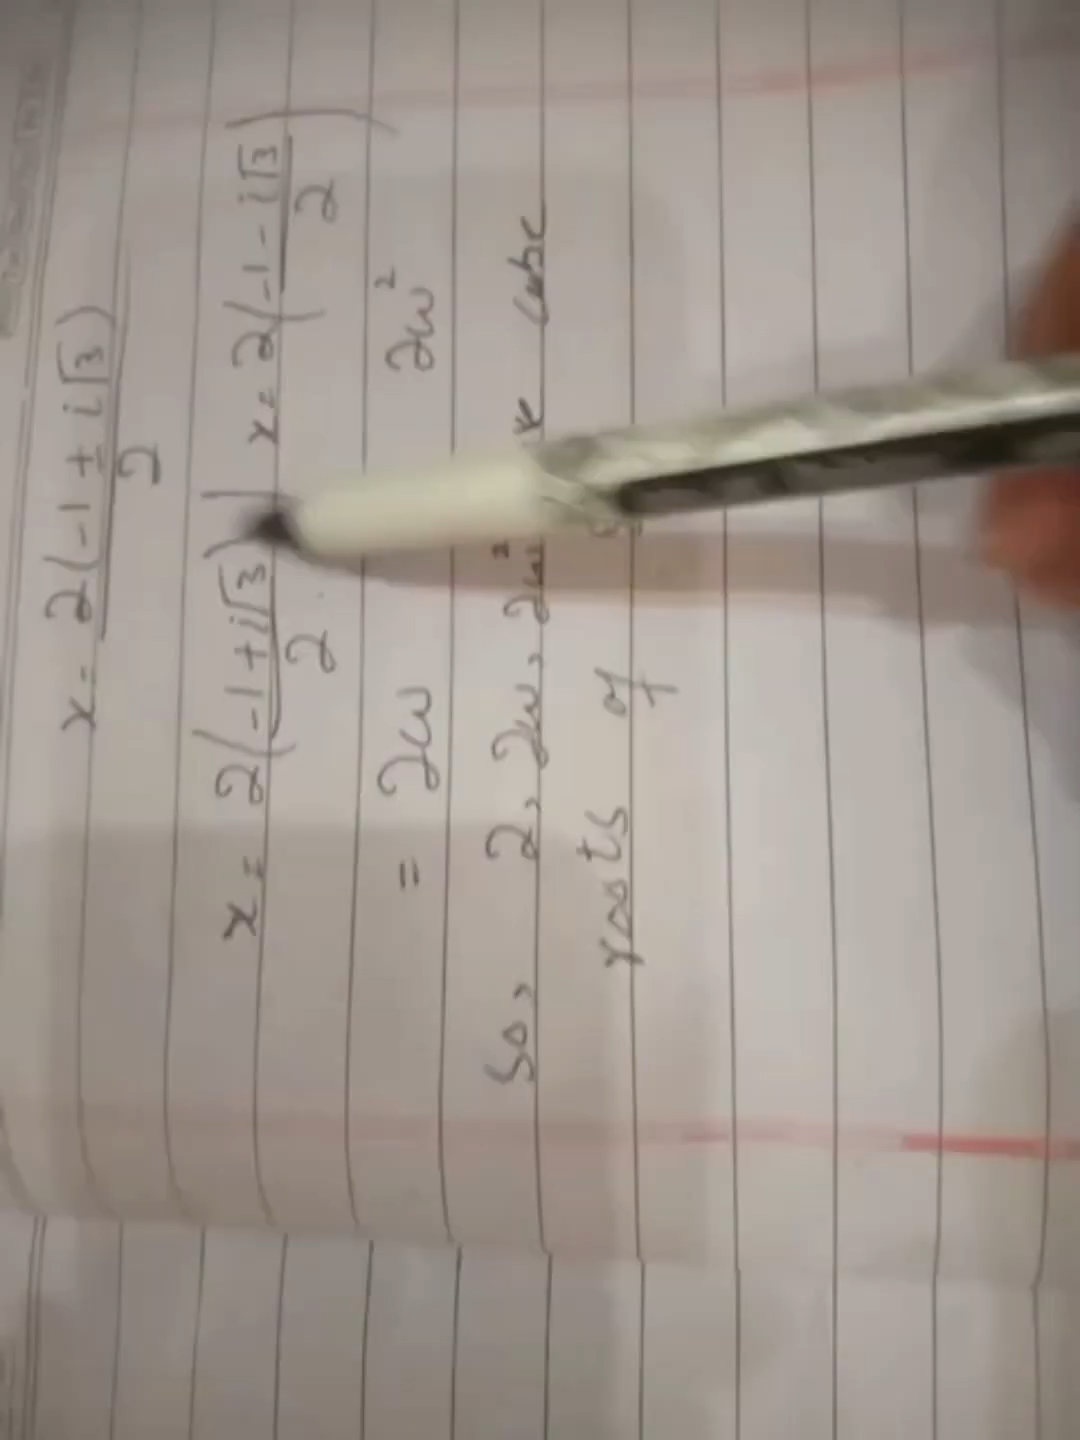 x = 2(-1 ± i√3)/2
x = 2(-1 + i√3)/2 | x = 2(-1 - i√3)/2)
= 2ω 2ω²
So, 2, 2ω, 2ω² cube
roots of